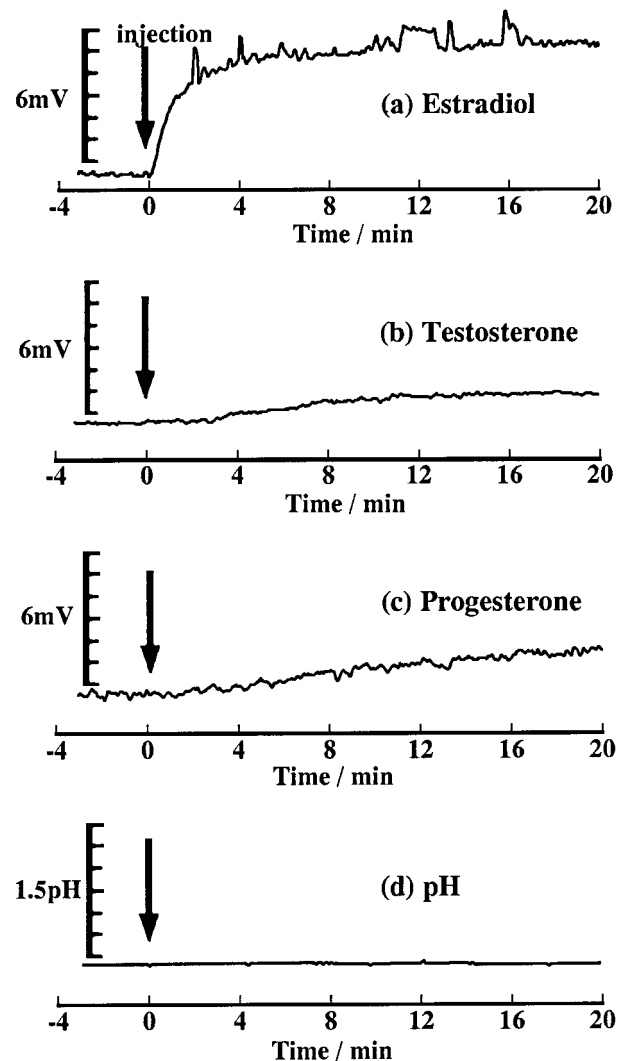 injection
6mV
(a) Estradiol
-4 0 4 8 12 16 20
Time / min
6mV
(b) Testosterone
-4 0 4 8 12 16 20
Time / min
6mV
(c) Progesterone
-4 0 4 8 12 16 20
Time / min
1.5pH
(d) pH
-4 0 4 8 12 16 20
Time / min